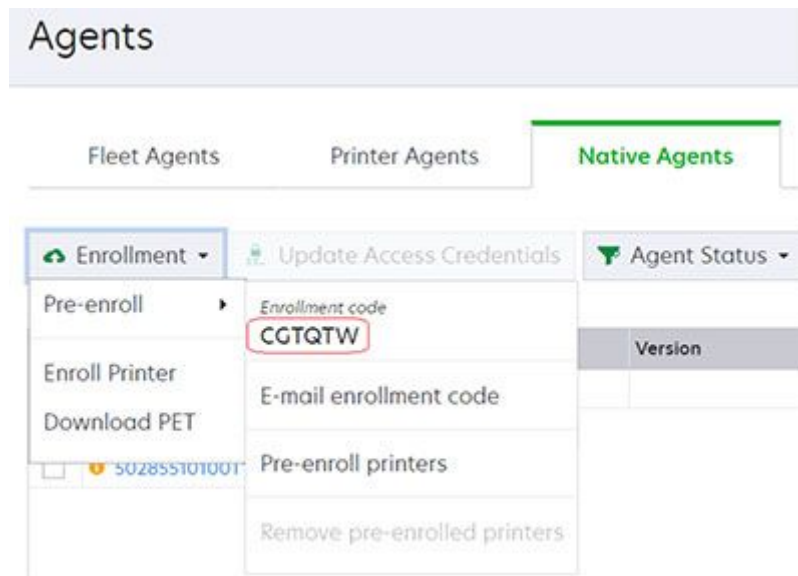 Agents
Fleet Agents Printer Agents Native Agents
Enrollment Update Access Credentials Agent Status
Pre-enroll Enrollment code
CGTQTW
Version
Enroll Printer
E-mail enrollment code
Download PET
Pre-enroll printers
502855101001
Remove pre-enrolled printers